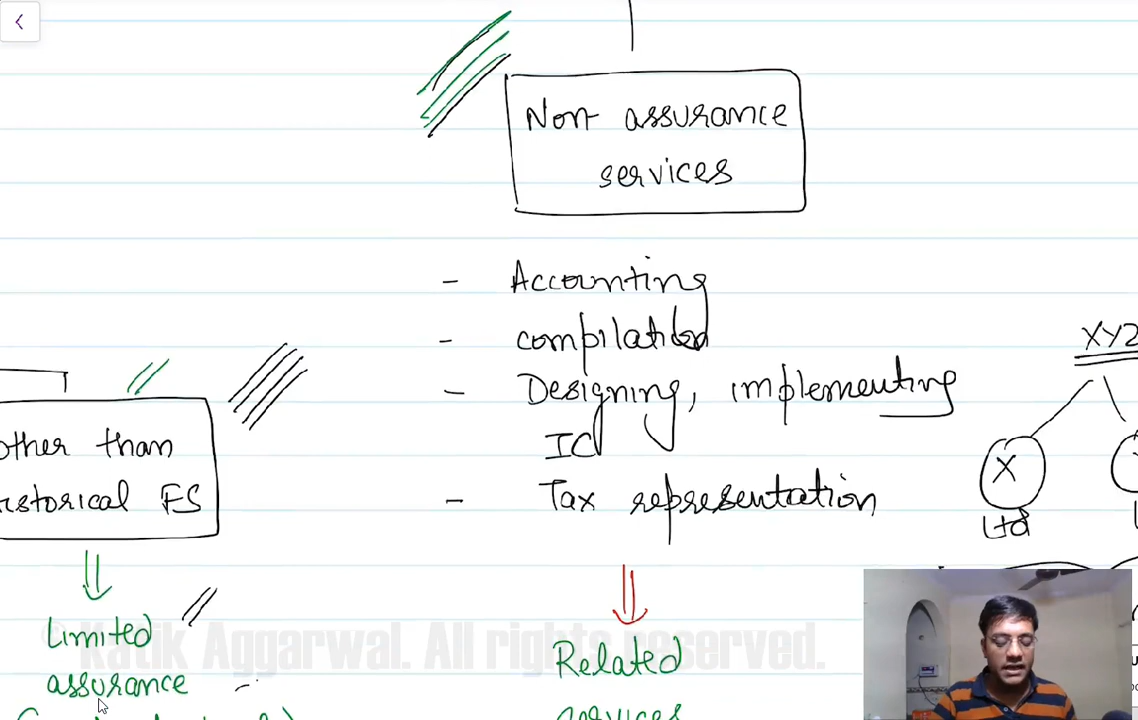 Non assurance
services
- Accounting
- compilation
- Designing, implementing
IC
- Tax representation
XYZ
X
Ltd
other than
historical FS
Limited
assurance
Related
services
Katik Aggarwal. All rights reserved.